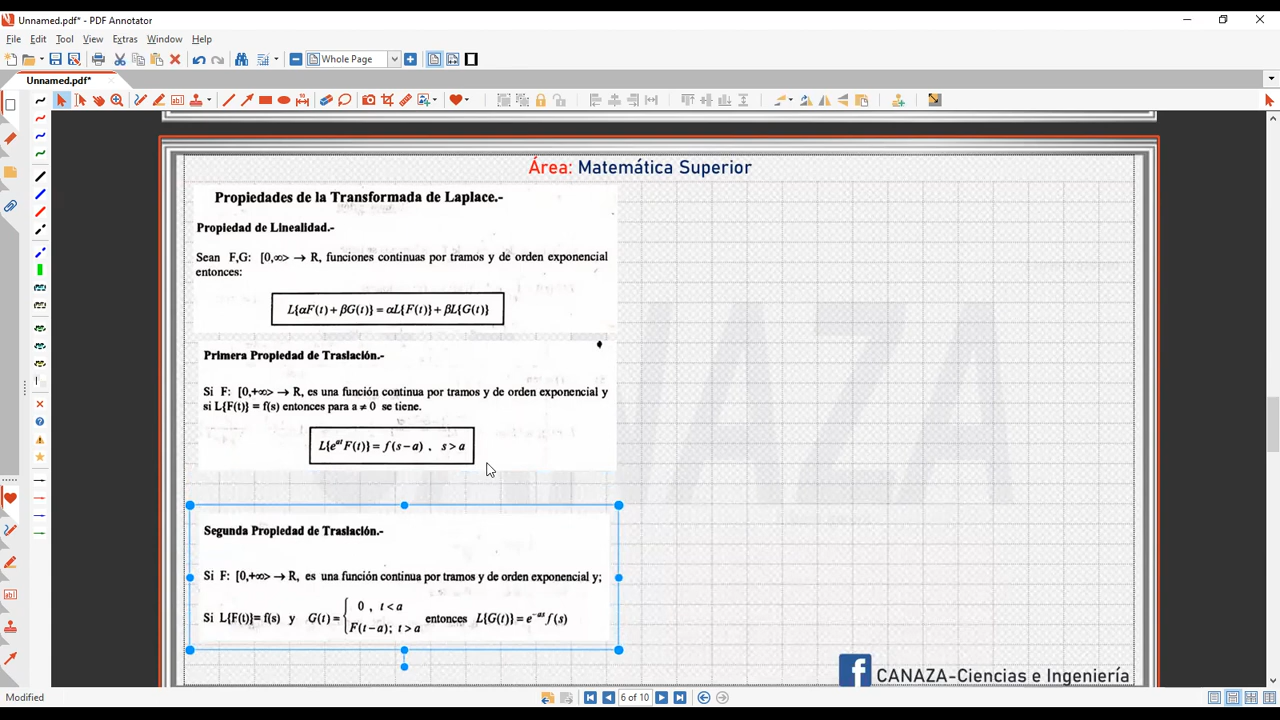 Unnamed.pdf* - PDF Annotator
File Edit Tool View Extras Window Help
New Whole Page
Unnamed.pdf*
Área: Matemática Superior
Propiedades de la Transformada de Laplace.-
Propiedad de Linealidad.-
Sean F,G: [0,∞> → R, funciones continuas por tramos y de orden exponencial
entonces:
L{αF(t) + βG(t)} = αL{F(t)} + βL{G(t)}
Primera Propiedad de Traslación.-
Si F: [0,+∞> → R, es una función continua por tramos y de orden exponencial y
si L{F(t)} = f(s) entonces para a ≠ 0 se tiene.
L{e^{at}F(t)} = f(s−a) , s > a
Segunda Propiedad de Traslación.-
Si F: [0,+∞> → R, es una función continua por tramos y de orden exponencial y;
Si L{F(t)}= f(s) y G(t) = { 0 , t < a
F(t−a); t > a entonces L{G(t)} = e^{−as} f(s)
f CANAZA-Ciencias e Ingeniería
Modified
6 of 10